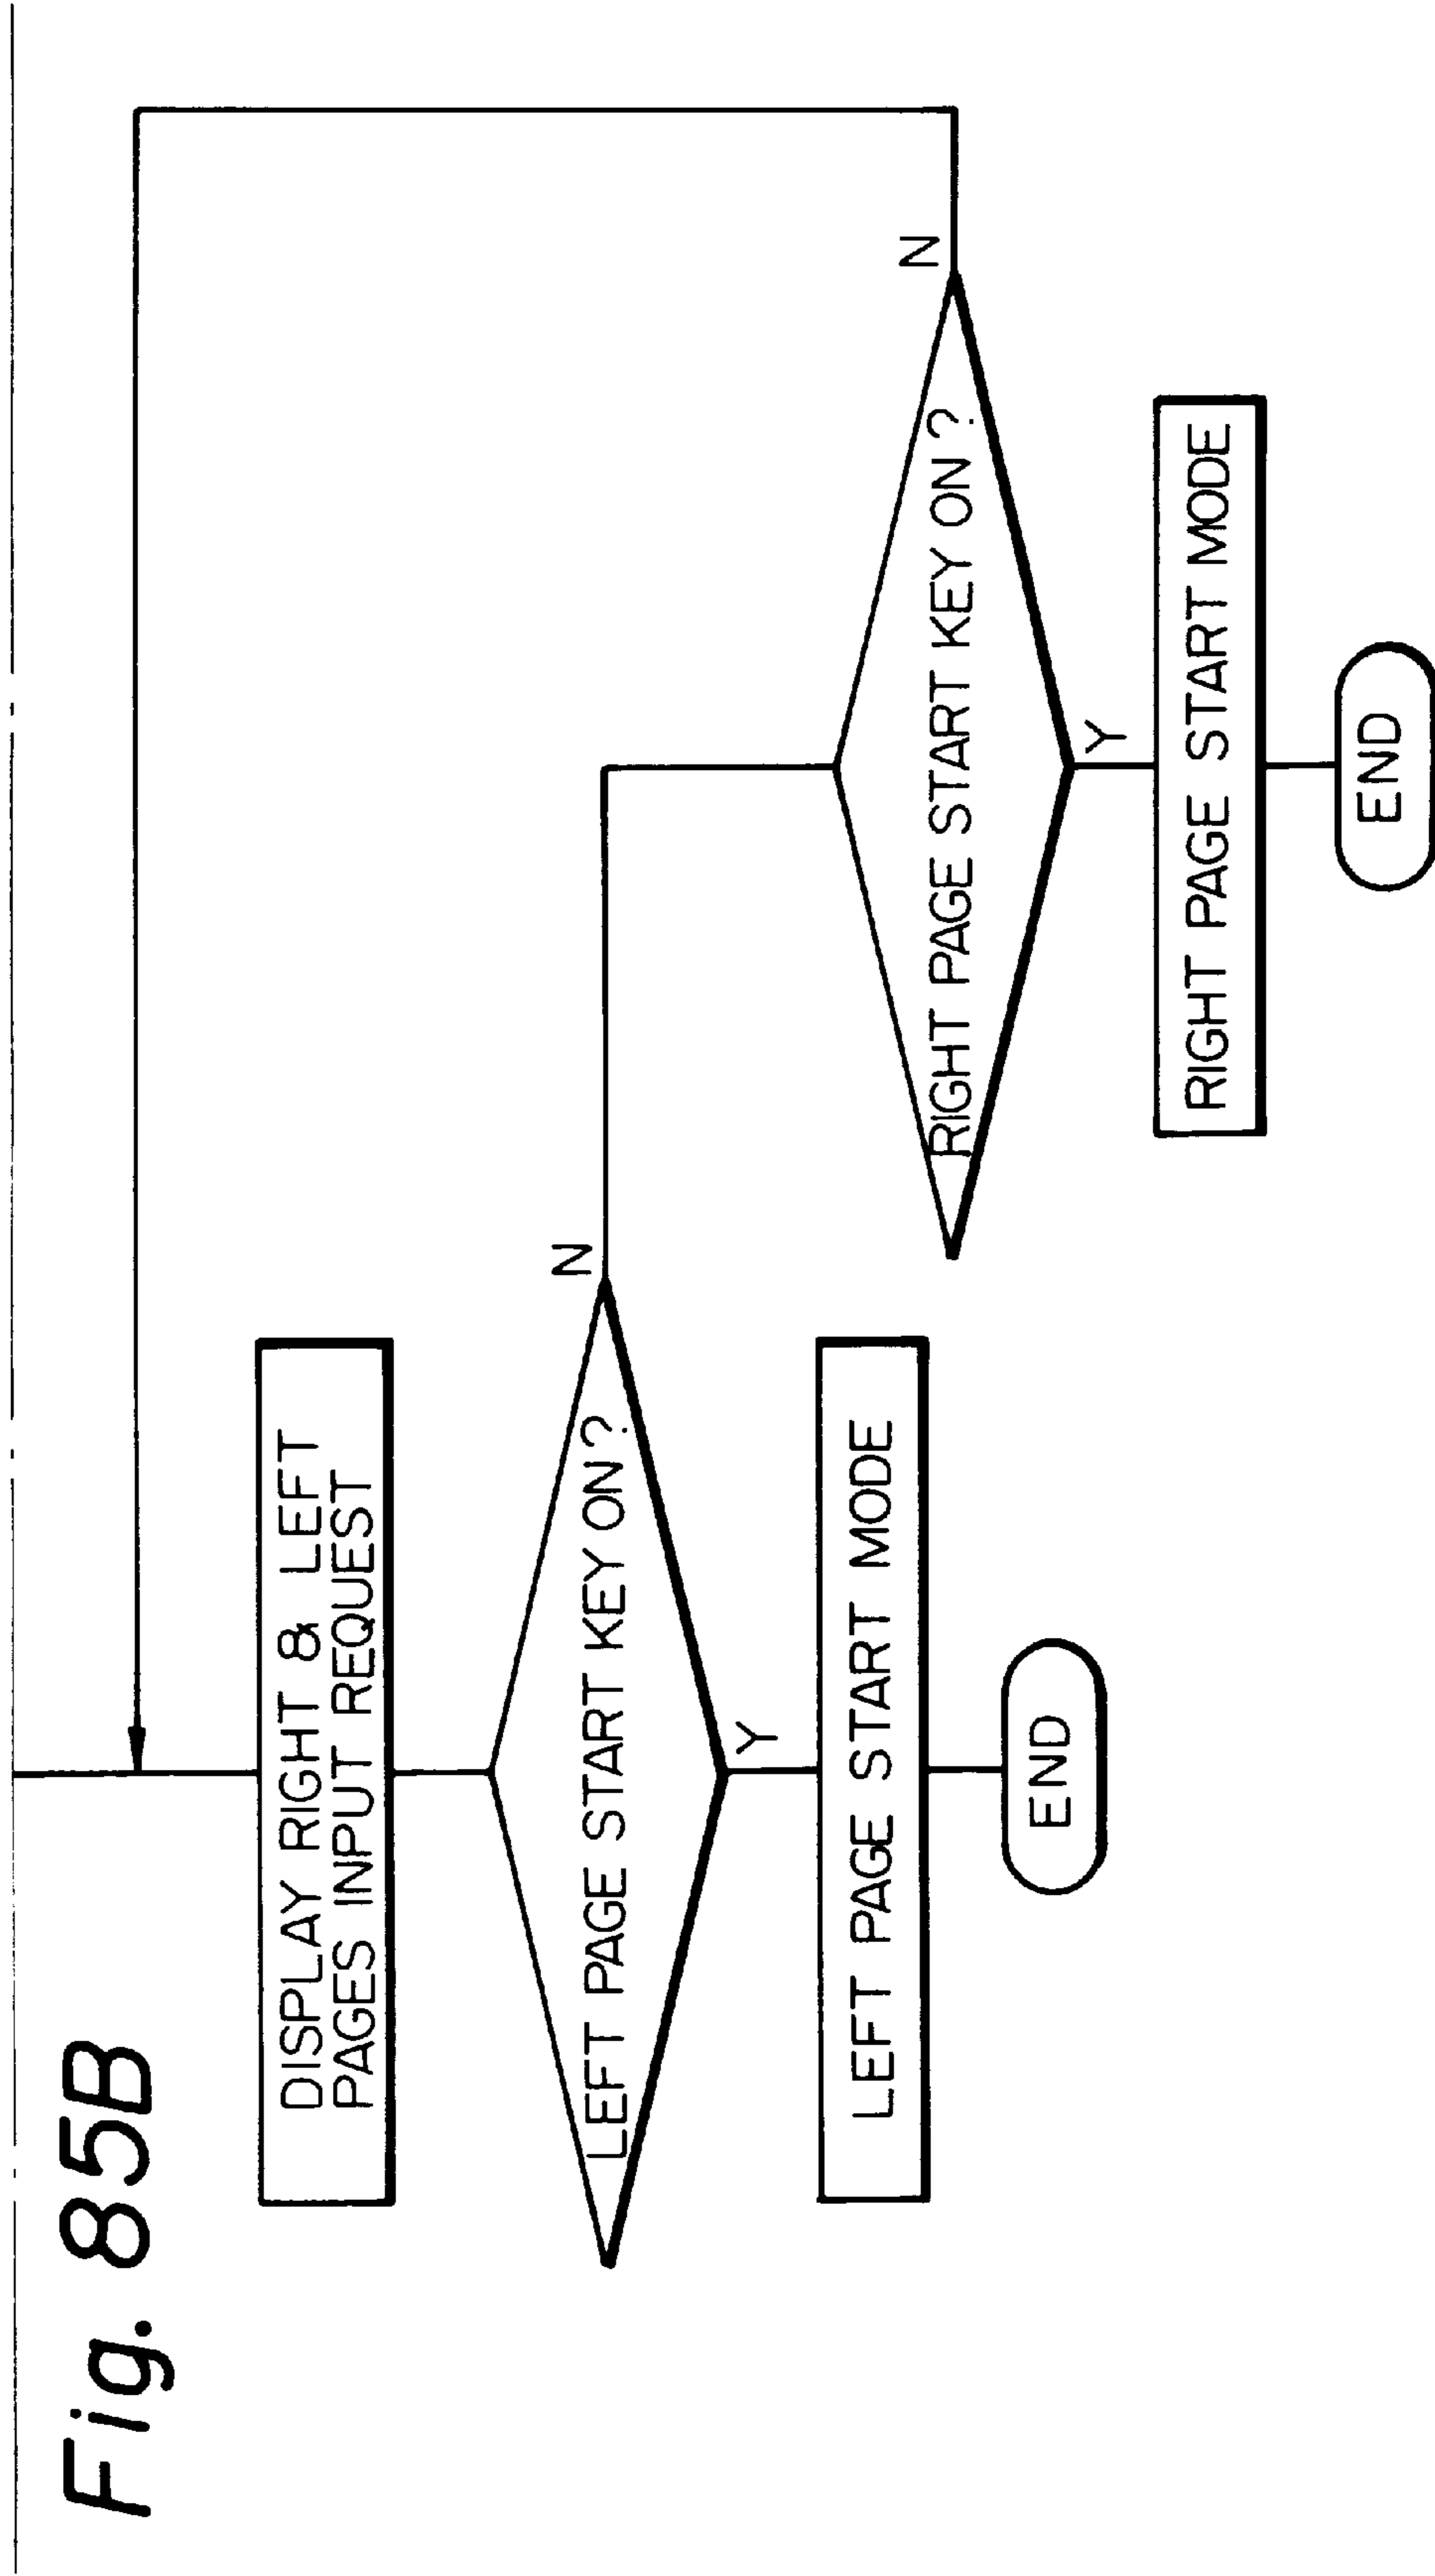 Fig. 85B
DISPLAY RIGHT & LEFT
PAGES INPUT REQUEST
LEFT PAGE START KEY ON?
N
Y
LEFT PAGE START MODE
END
RIGHT PAGE START KEY ON?
N
Y
RIGHT PAGE START MODE
END